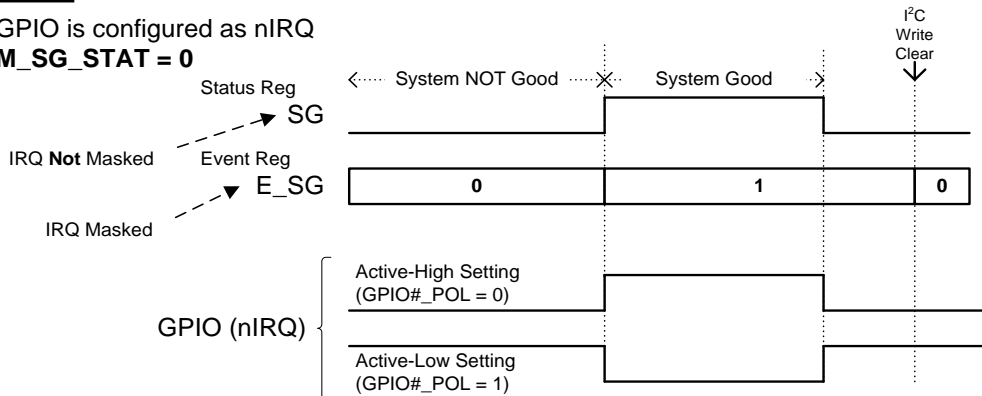 GPIO is configured as nIRQ
M_SG_STAT = 0
I²C
Write
Clear
System NOT Good
System Good
Status Reg
SG
IRQ Not Masked
Event Reg
E_SG
0
1
0
IRQ Masked
Active-High Setting
(GPIO#_POL = 0)
GPIO (nIRQ)
Active-Low Setting
(GPIO#_POL = 1)